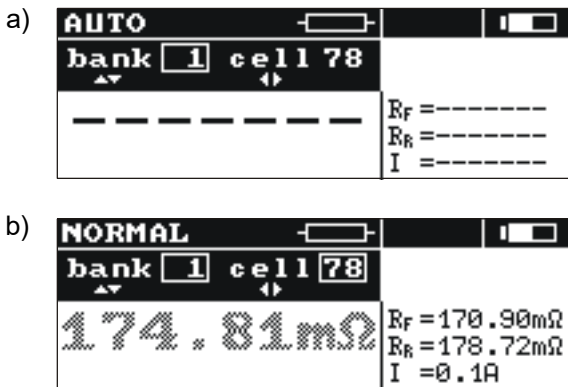 a)
AUTO
bank 1 cell 78
-------
RF =-------
RR =-------
I =-------
b)
NORMAL
bank 1 cell 78
174.81mΩ
RF =170.90mΩ
RR =178.72mΩ
I =0.1A